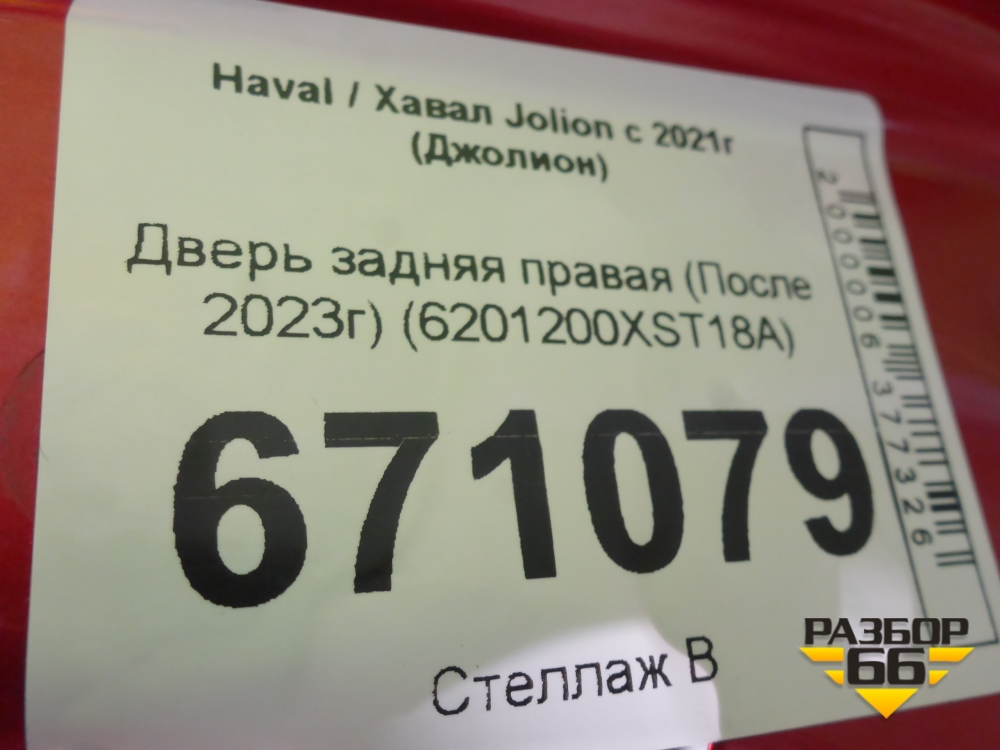 Haval / Хавал Jolion с 2021г
(Джолион)
Дверь задняя правая (После
2023г) (6201200XST18A)
671079
Стеллаж В
2000006377326
РАЗБОР
66